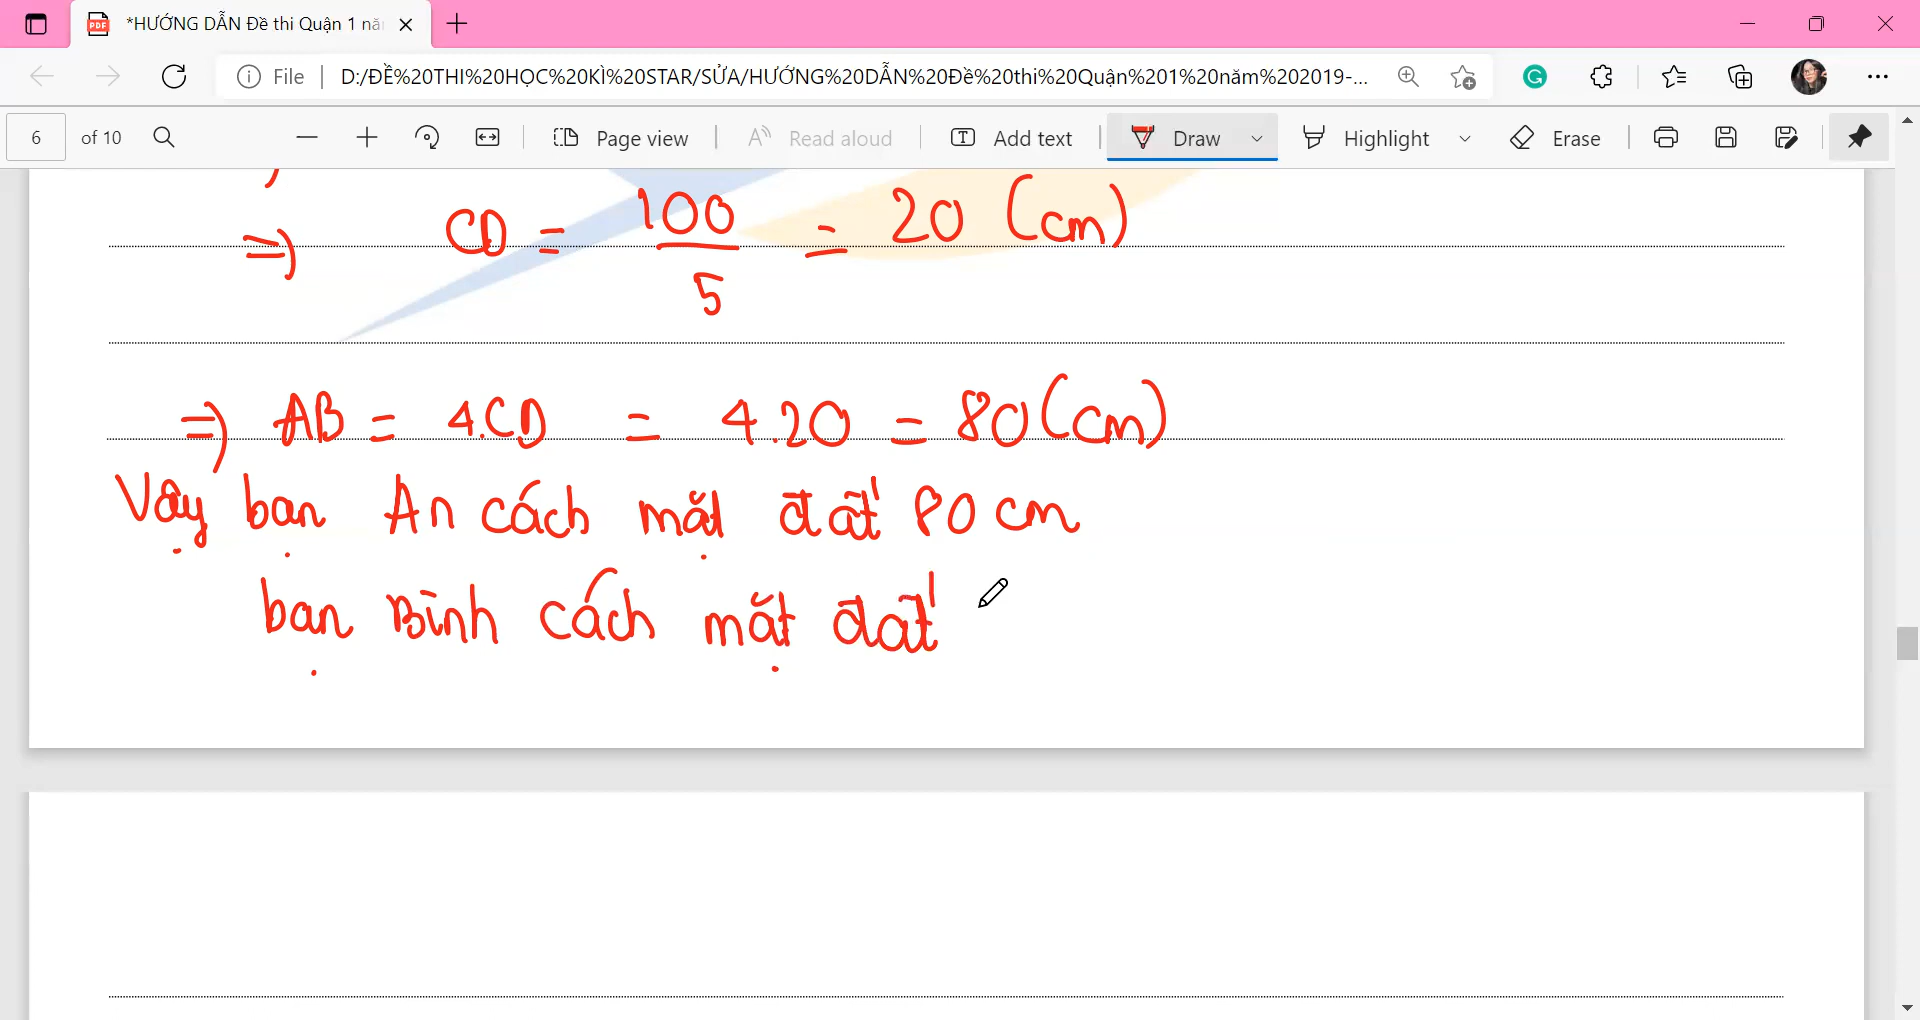 *HƯỚNG DẪN Đề thi Quận 1 nă
File
D:/ĐỀ%20THI%20HỌC%20KÌ%20STAR/SỬA/HƯỚNG%20DẪN%20Đề%20thi%20Quận%201%20năm%202019-...
6 of 10
Page view
Read aloud
Add text
Draw
Highlight
Erase
=> CD = 100/5 = 20 (cm)
=> AB = 4.CD = 4.20 = 80 (cm)
Vậy bạn An cách mặt đất 80 cm
bạn Bình cách mặt đất